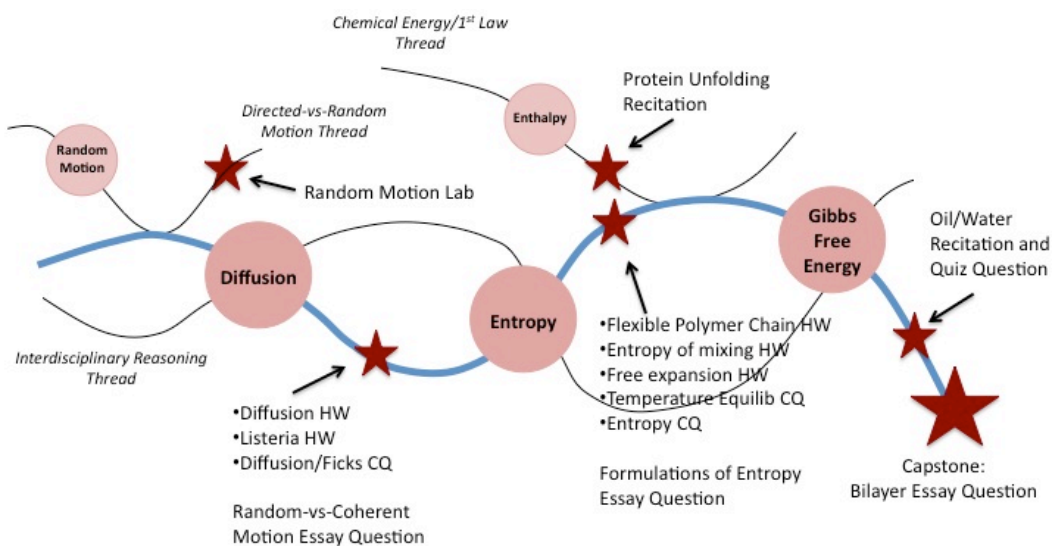 Chemical Energy/1st Law
Thread
Protein Unfolding
Recitation
Directed-vs-Random
Motion Thread
Enthalpy
Random
Motion
Random Motion Lab
Gibbs
Free
Energy
Oil/Water
Recitation and
Quiz Question
Diffusion
Entropy
Interdisciplinary Reasoning
Thread
•Flexible Polymer Chain HW
•Entropy of mixing HW
•Free expansion HW
•Temperature Equilib CQ
•Entropy CQ
•Diffusion HW
•Listeria HW
•Diffusion/Ficks CQ
Formulations of Entropy
Essay Question
Capstone:
Bilayer Essay Question
Random-vs-Coherent
Motion Essay Question